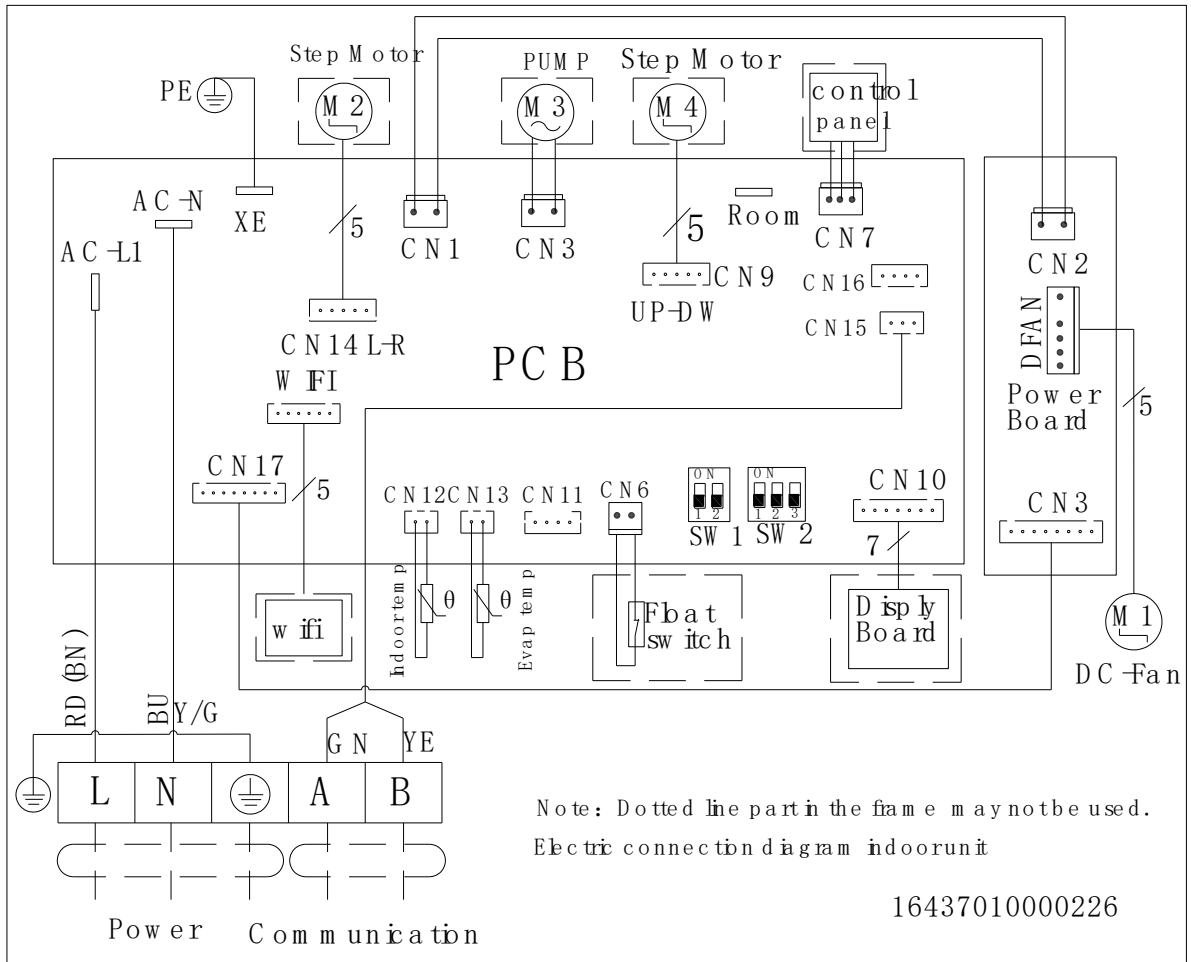 Step Motor
PUMP
Step Motor
PE
M2
M3
M4
control
panel
AC-N
XE
5
CN1
CN3
5
Room
CN7
AC-L1
CN9
CN2
UP-DW
CN16
CN14 L-R
CN15
DFAN
PCB
WIFI
Power
Board
5
CN17
5
CN12
CN13
CN11
CN6
ON
1 2
SW1
ON
1 2 3
SW2
CN10
CN3
7
Indoor temp
θ
θ
Evap temp
wifi
Float
switch
Disply
Board
M1
DC-Fan
RD(BN)
BU
Y/G
GN
YE
L
N
A
B
Note: Dotted line part in the frame may not be used.
Electric connection diagram indoor unit
16437010000226
Power
Communication